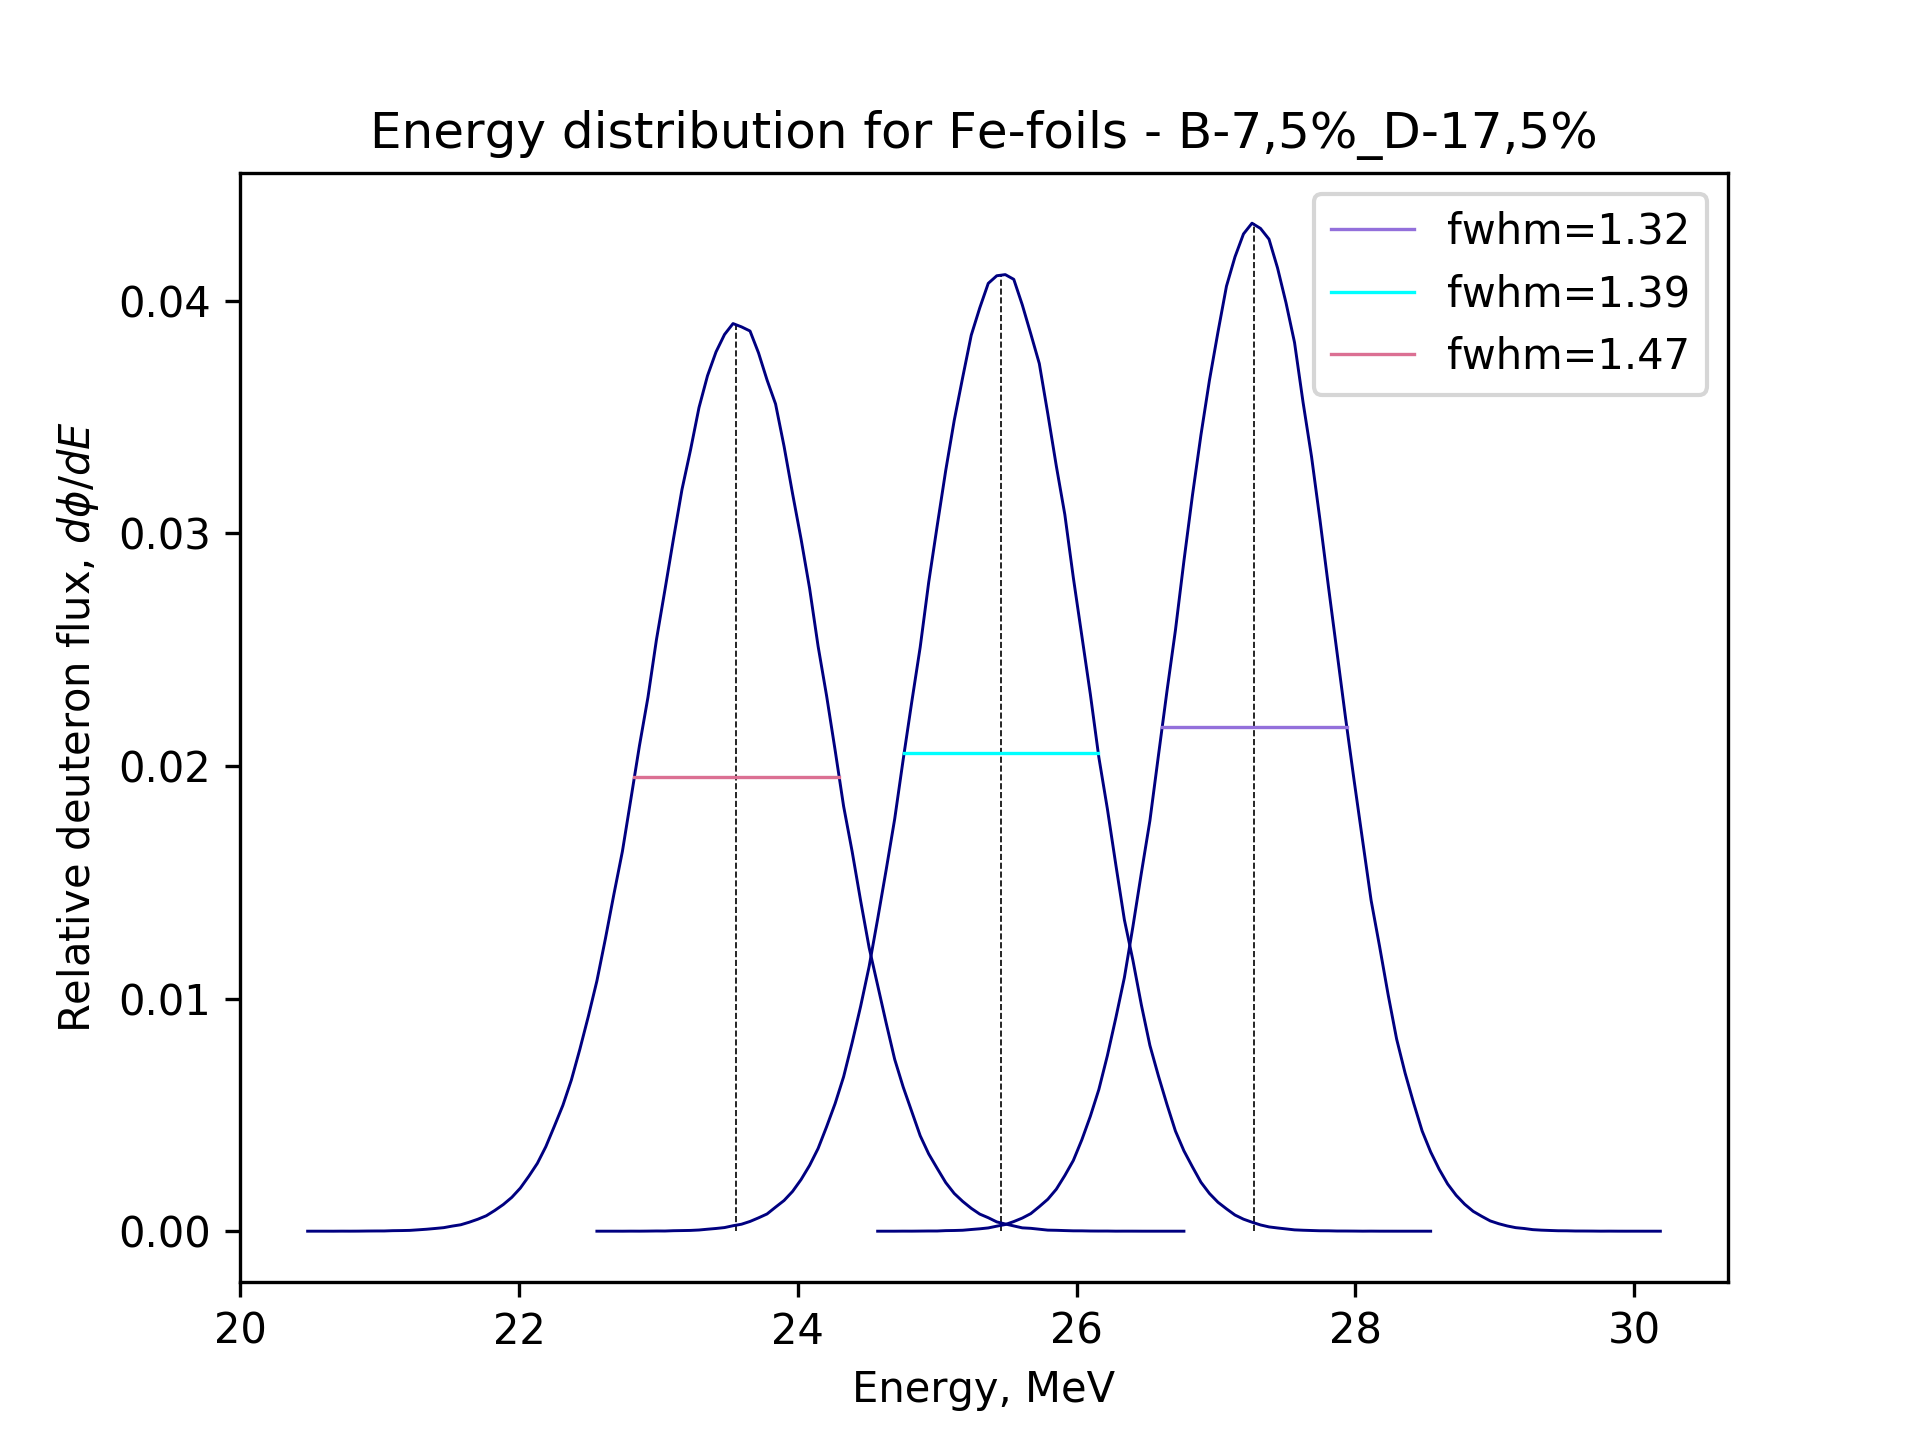 Energy distribution for Fe-foils - B-7,5%_D-17,5%
fwhm=1.32
fwhm=1.39
fwhm=1.47
Relative deuteron flux, dϕ/dE
0.04
0.03
0.02
0.01
0.00
20 22 24 26 28 30
Energy, MeV